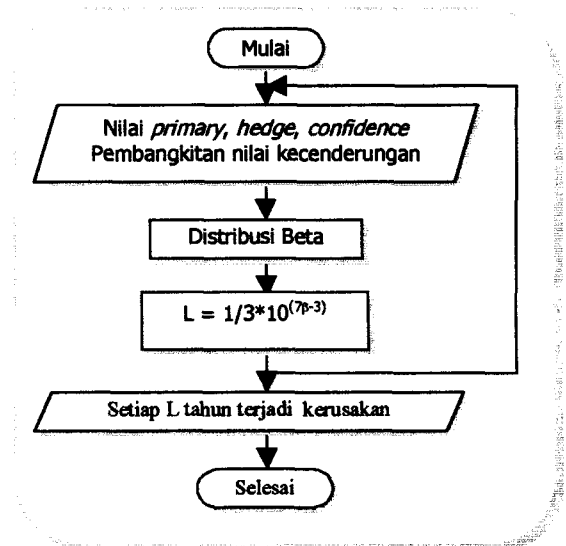 Mulai
Nilai primary, hedge, confidence
Pembangkitan nilai kecenderungan
Distribusi Beta
L = 1/3*10^(7β-3)
Setiap L tahun terjadi kerusakan
Selesai